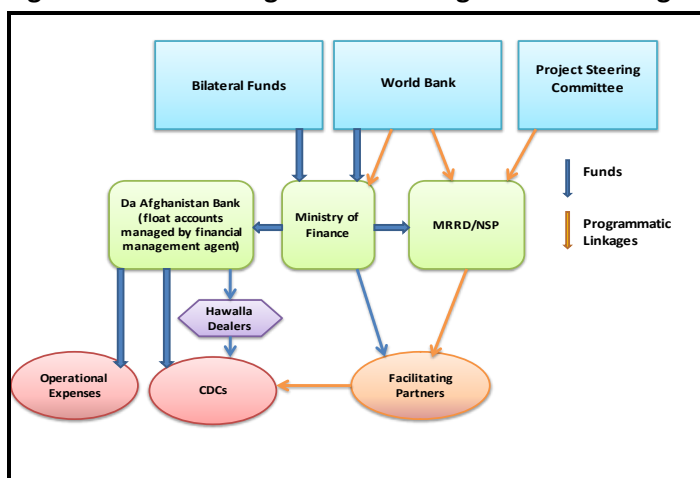 Bilateral Funds
World Bank
Project Steering
Committee
Funds
Programmatic
Linkages
Da Afghanistan Bank
(float accounts
managed by financial
management agent)
Ministry of
Finance
MRRD/NSP
Hawalla
Dealers
Operational
Expenses
CDCs
Facilitating
Partners